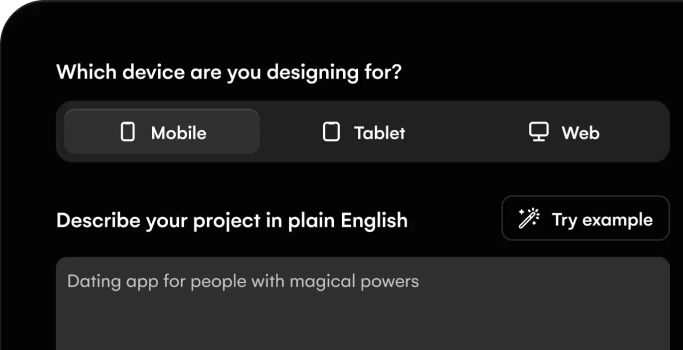 Which device are you designing for?
Mobile Tablet Web
Describe your project in plain English
Try example
Dating app for people with magical powers